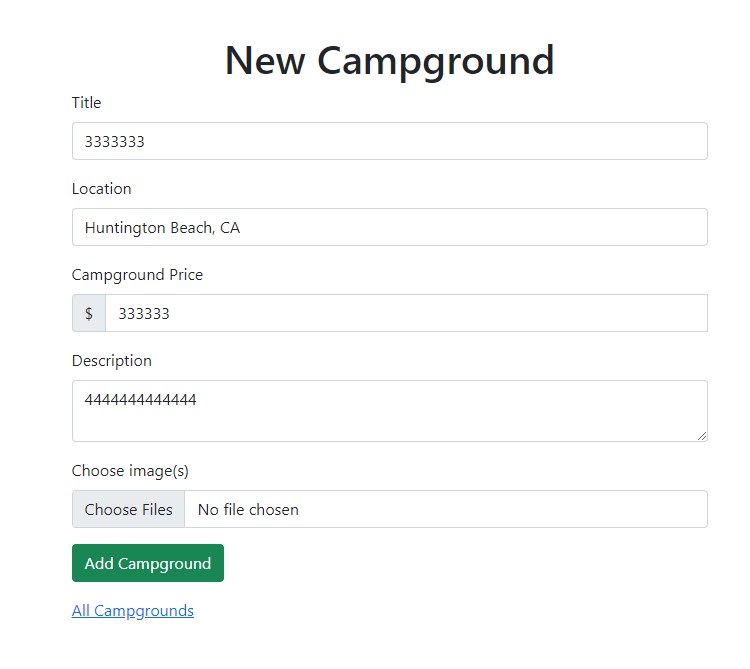 New Campground
Title
3333333
Location
Huntington Beach, CA
Campground Price
$ 333333
Description
4444444444444
Choose image(s)
Choose Files No file chosen
Add Campground
All Campgrounds